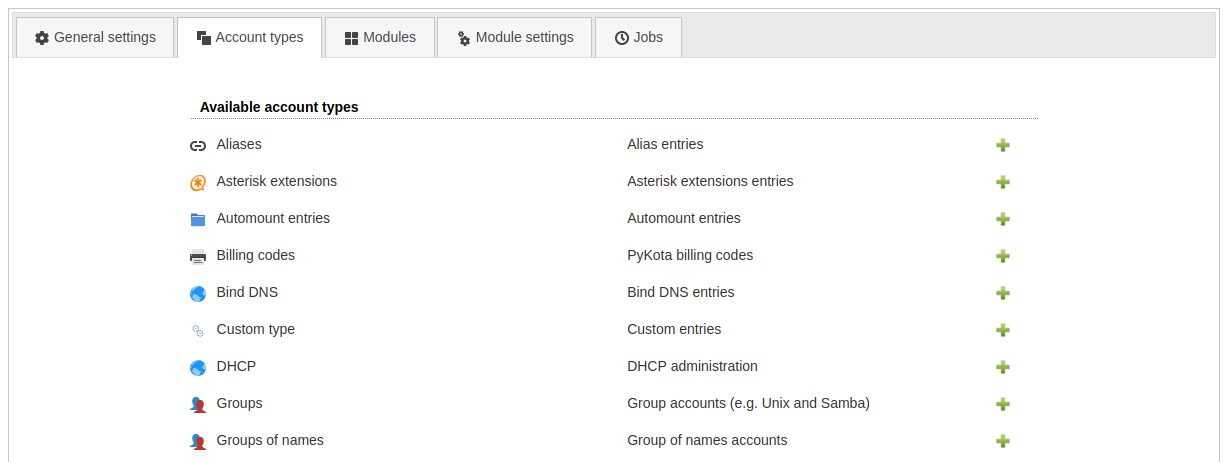 General settings Account types Modules Module settings Jobs
Available account types
Aliases Alias entries
Asterisk extensions Asterisk extensions entries
Automount entries Automount entries
Billing codes PyKota billing codes
Bind DNS Bind DNS entries
Custom type Custom entries
DHCP DHCP administration
Groups Group accounts (e.g. Unix and Samba)
Groups of names Group of names accounts